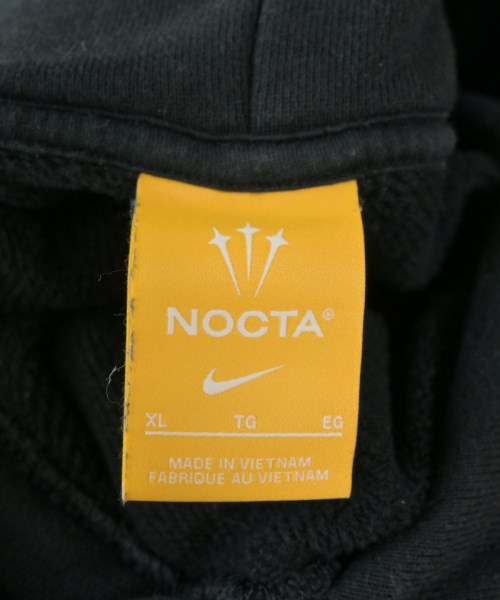 NOCTA®
XL TG EG
MADE IN VIETNAM
FABRIQUE AU VIETNAM